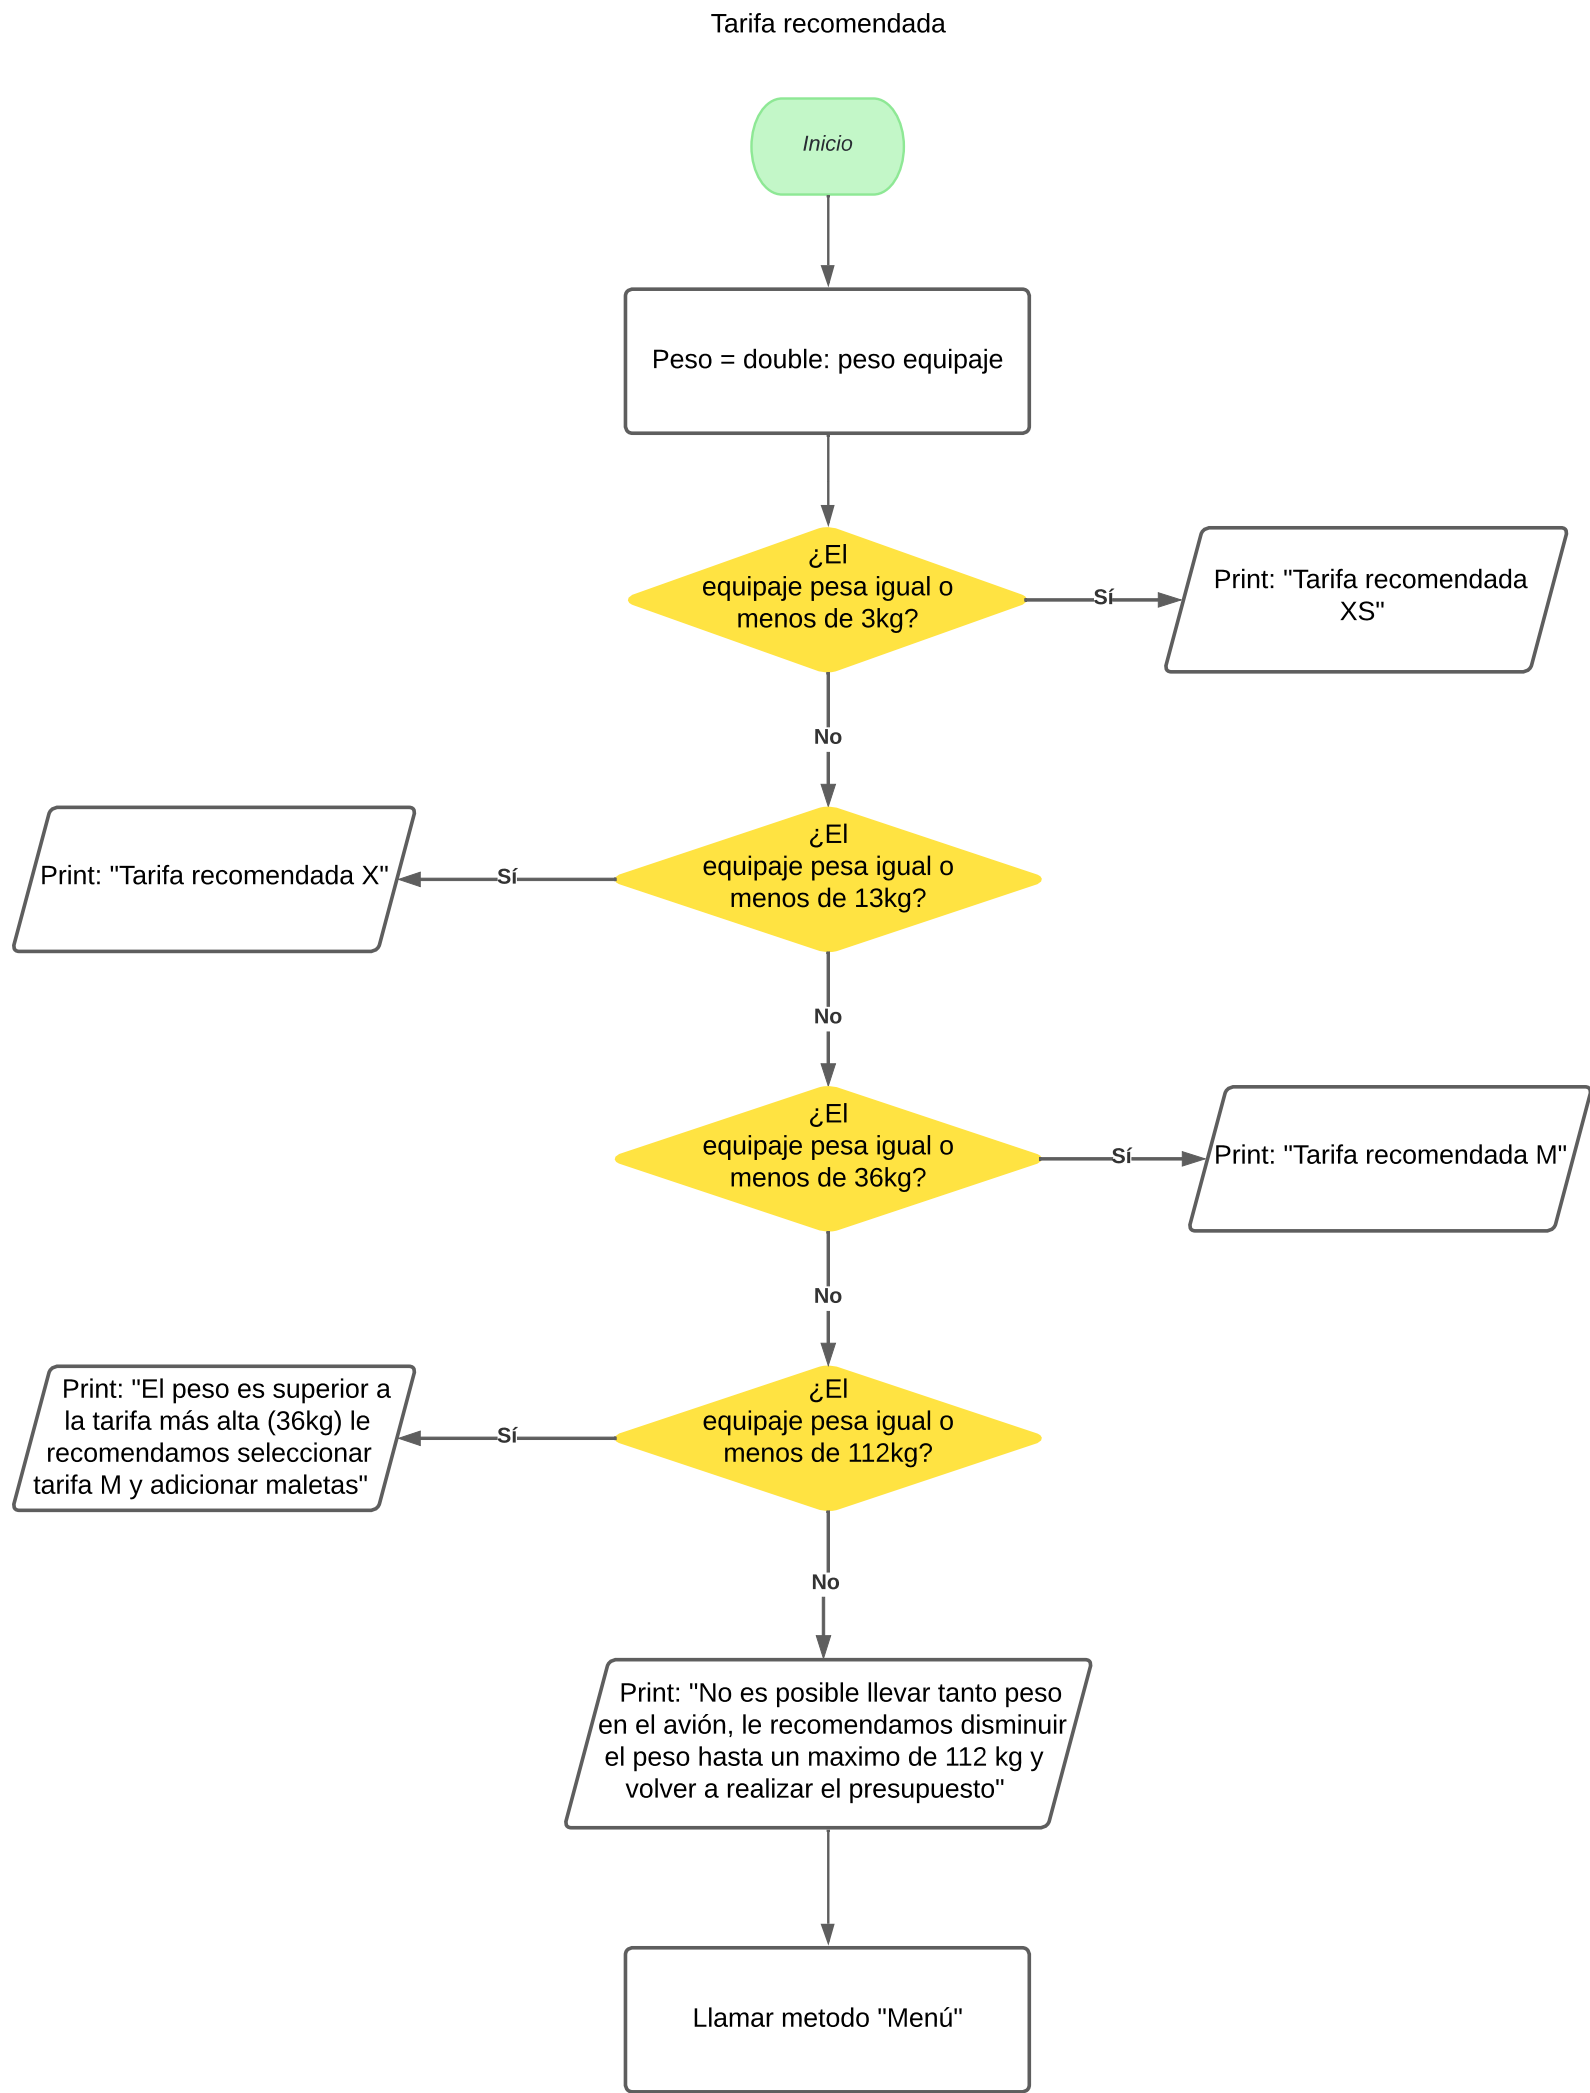 Tarifa recomendada
Inicio
Peso = double: peso equipaje
¿El
equipaje pesa igual o
menos de 3kg?
Sí
Print: "Tarifa recomendada
XS"
No
¿El
equipaje pesa igual o
menos de 13kg?
Sí
Print: "Tarifa recomendada X"
No
¿El
equipaje pesa igual o
menos de 36kg?
Sí
Print: "Tarifa recomendada M"
No
¿El
equipaje pesa igual o
menos de 112kg?
Sí
Print: "El peso es superior a
la tarifa más alta (36kg) le
recomendamos seleccionar
tarifa M y adicionar maletas"
No
Print: "No es posible llevar tanto peso
en el avión, le recomendamos disminuir
el peso hasta un maximo de 112 kg y
volver a realizar el presupuesto"
Llamar metodo "Menú"